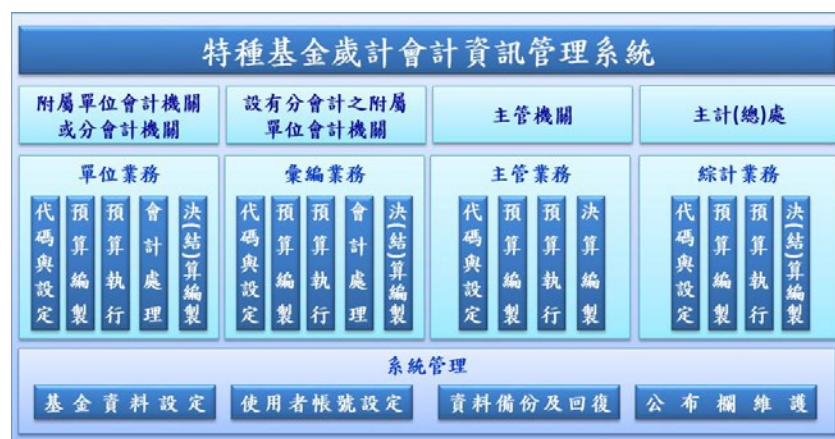 特種基金歲計會計資訊管理系統
附屬單位會計機關
或分會計機關
設有分會計之附屬
單位會計機關
主管機關
主計(總)處
單位業務
代碼與設定
預算編製
預算執行
會計處理
決(結)算編製
彙編業務
代碼與設定
預算編製
預算執行
會計處理
決(結)算編製
主管業務
代碼與設定
預算編製
預算執行
決算編製
綜計業務
代碼與設定
預算編製
預算執行
決(結)算編製
系統管理
基金資料設定
使用者帳號設定
資料備份及回復
公布欄維護